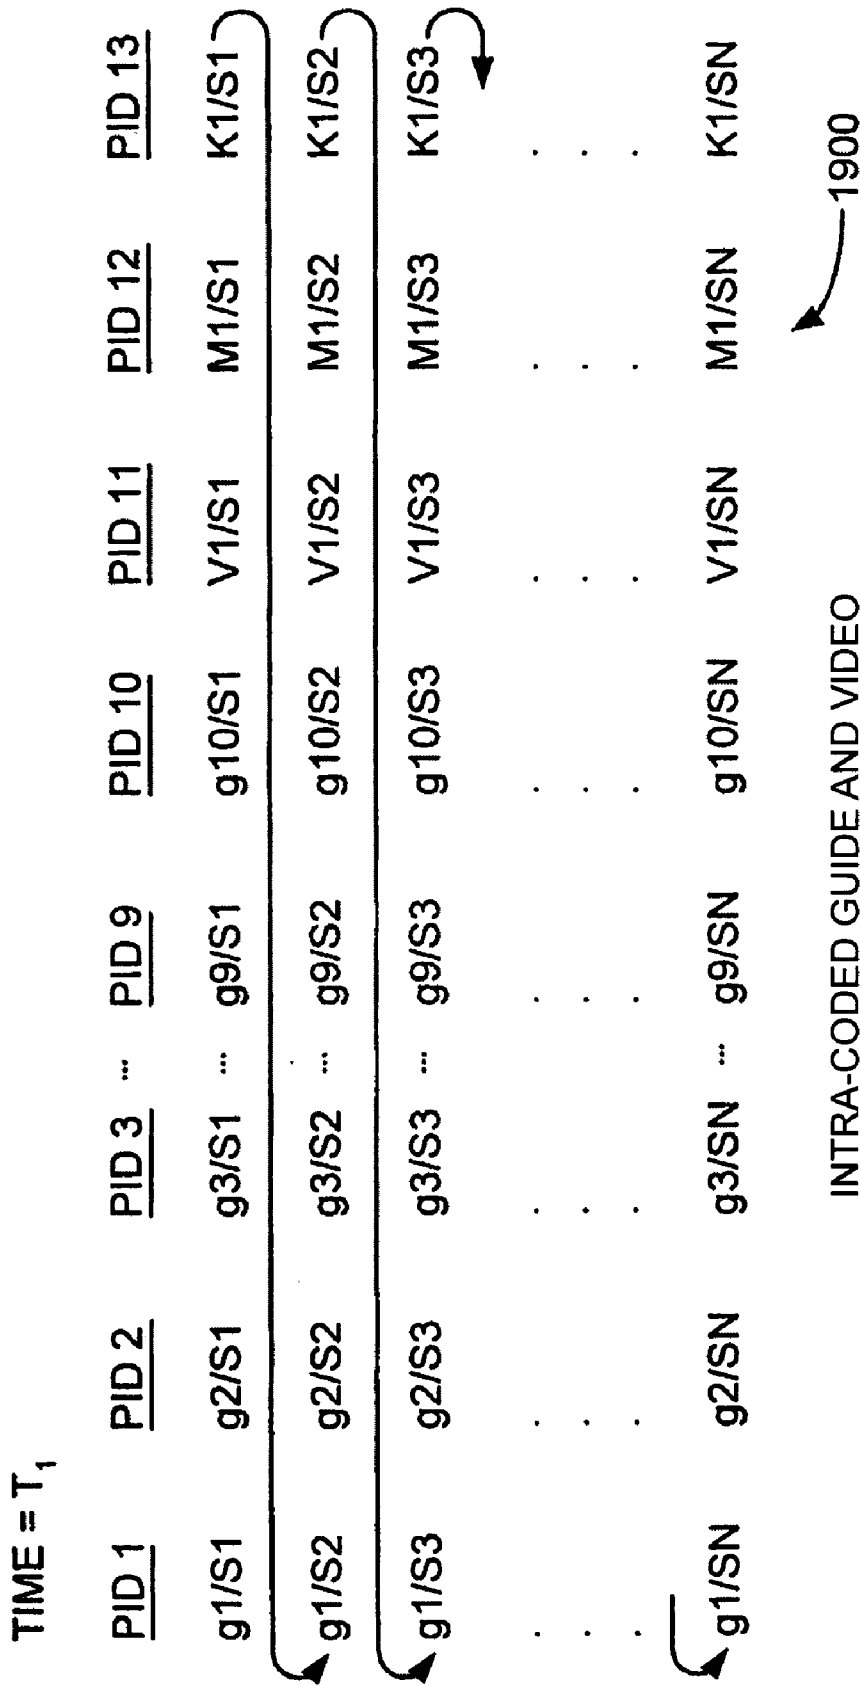 TIME = T1
PID 1 PID 2 PID 3 ... PID 9 PID 10 PID 11 PID 12 PID 13
g1/S1 g2/S1 g3/S1 ... g9/S1 g10/S1 V1/S1 M1/S1 K1/S1
g1/S2 g2/S2 g3/S2 ... g9/S2 g10/S2 V1/S2 M1/S2 K1/S2
g1/S3 g2/S3 g3/S3 ... g9/S3 g10/S3 V1/S3 M1/S3 K1/S3
. . . . . . . .
. . . . . . . .
. . . . . . . .
g1/SN g2/SN g3/SN ... g9/SN g10/SN V1/SN M1/SN K1/SN
1900
INTRA-CODED GUIDE AND VIDEO